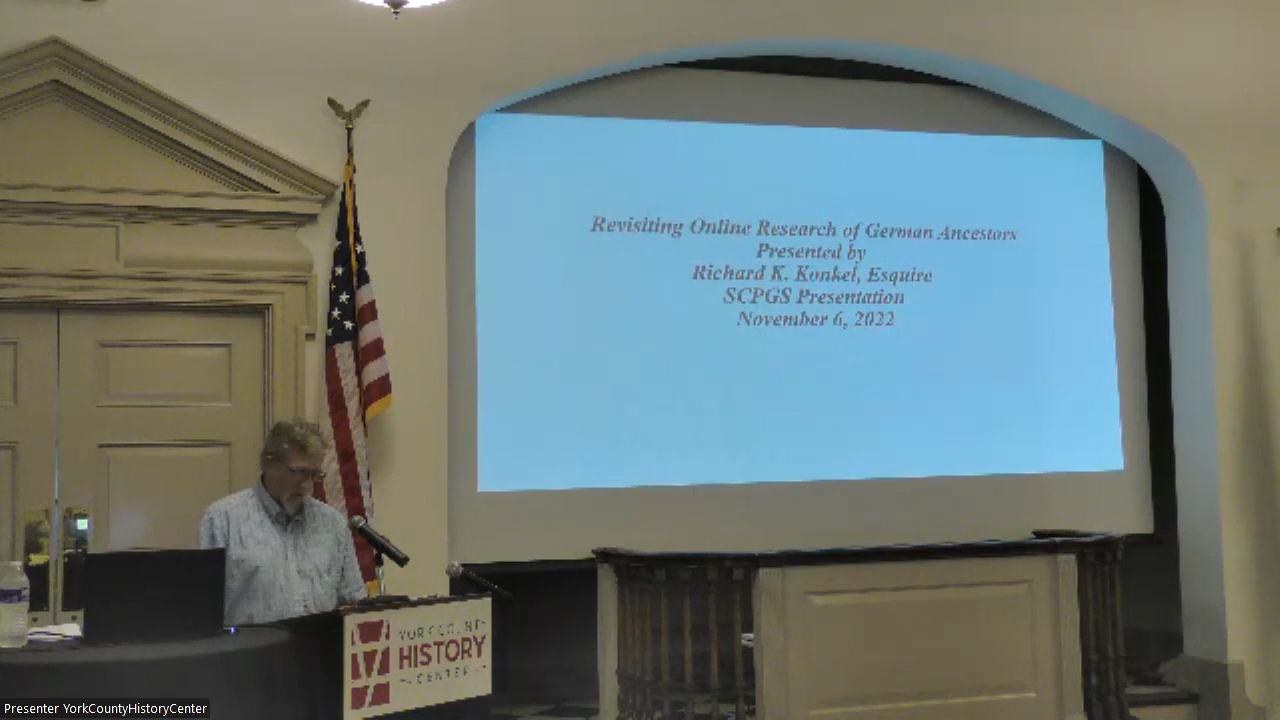 Revisiting Online Research of German Ancestors
Presented by
Richard K. Konkel, Esquire
SCPGS Presentation
November 6, 2022
YORK COUNTY
HISTORY
CENTER
Presenter YorkCountyHistoryCenter